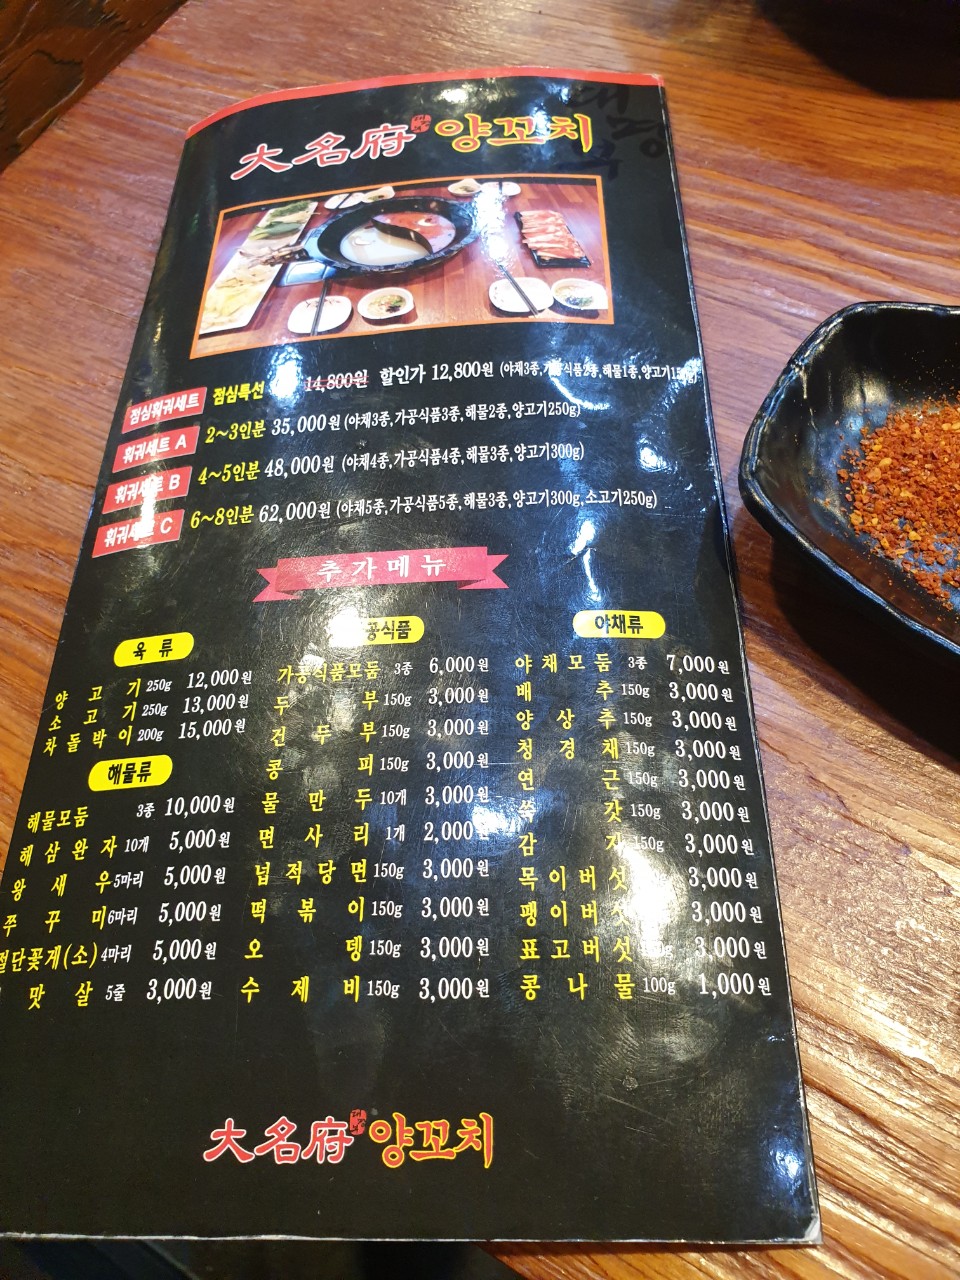 大名府 양꼬치
대명부
점심훠궈세트 점심특선 14,800원 할인가 12,800원 (야채3종,가공식품3종,해물1종,양고기150g)
훠궈세트 A 2~3인분 35,000원 (야채3종,가공식품3종,해물2종,양고기250g)
훠궈세트 B 4~5인분 48,000원 (야채4종,가공식품4종,해물3종,양고기300g)
훠궈세트 C 6~8인분 62,000원 (야채5종,가공식품5종,해물3종,양고기300g,소고기250g)
추가메뉴
육류
양고기 250g 12,000원
소고기 250g 13,000원
차돌박이 200g 15,000원
해물류
해물모둠 3종 10,000원
해삼완자 10개 5,000원
왕새우 5마리 5,000원
쭈꾸미 6마리 5,000원
절단꽃게(소) 4마리 5,000원
맛살 5줄 3,000원
공식품
가공식품모둠 3종 6,000원
두부 150g 3,000원
건두부 150g 3,000원
콩피 150g 3,000원
물만두 10개 3,000원
면사리 1개 2,000원
넙적당면 150g 3,000원
떡볶이 150g 3,000원
오뎅 150g 3,000원
수제비 150g 3,000원
야채류
야채모둠 3종 7,000원
배추 150g 3,000원
양상추 150g 3,000원
청경채 150g 3,000원
연근 150g 3,000원
쑥갓 150g 3,000원
감자 150g 3,000원
목이버섯 3,000원
팽이버섯 3,000원
표고버섯 3,000원
콩나물 100g 1,000원
大名府 양꼬치